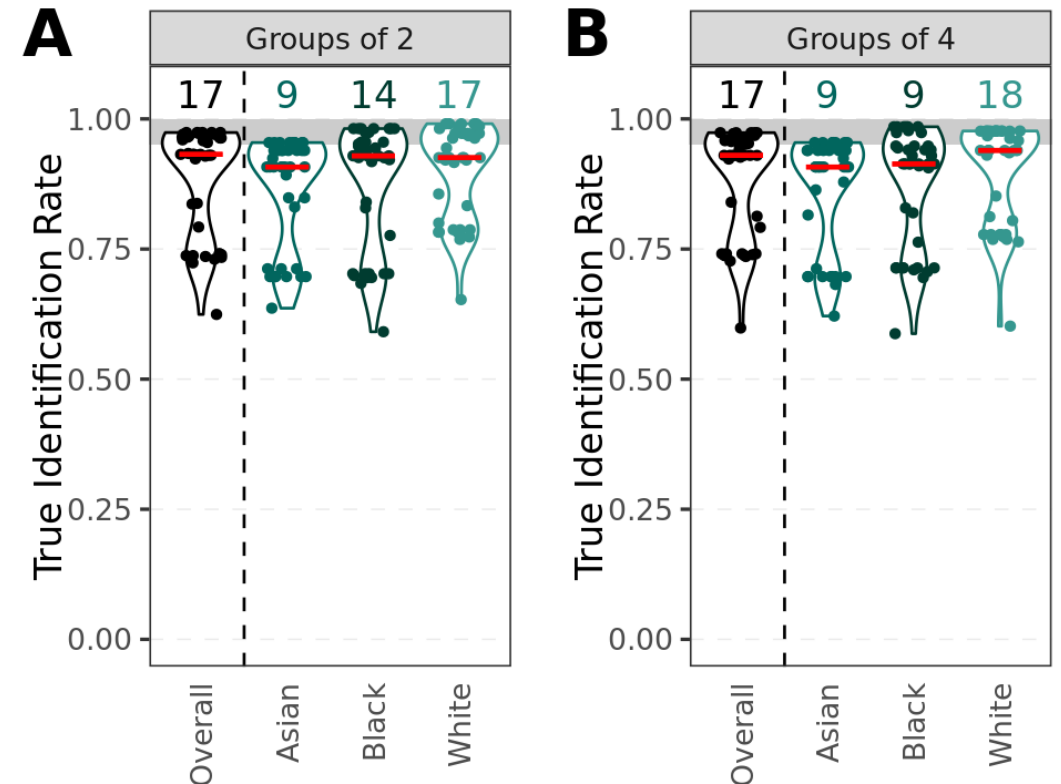 A
Groups of 2
True Identification Rate
1.00
0.75
0.50
0.25
0.00
17 9 14 17
Overall Asian Black White
B
Groups of 4
True Identification Rate
1.00
0.75
0.50
0.25
0.00
17 9 9 18
Overall Asian Black White